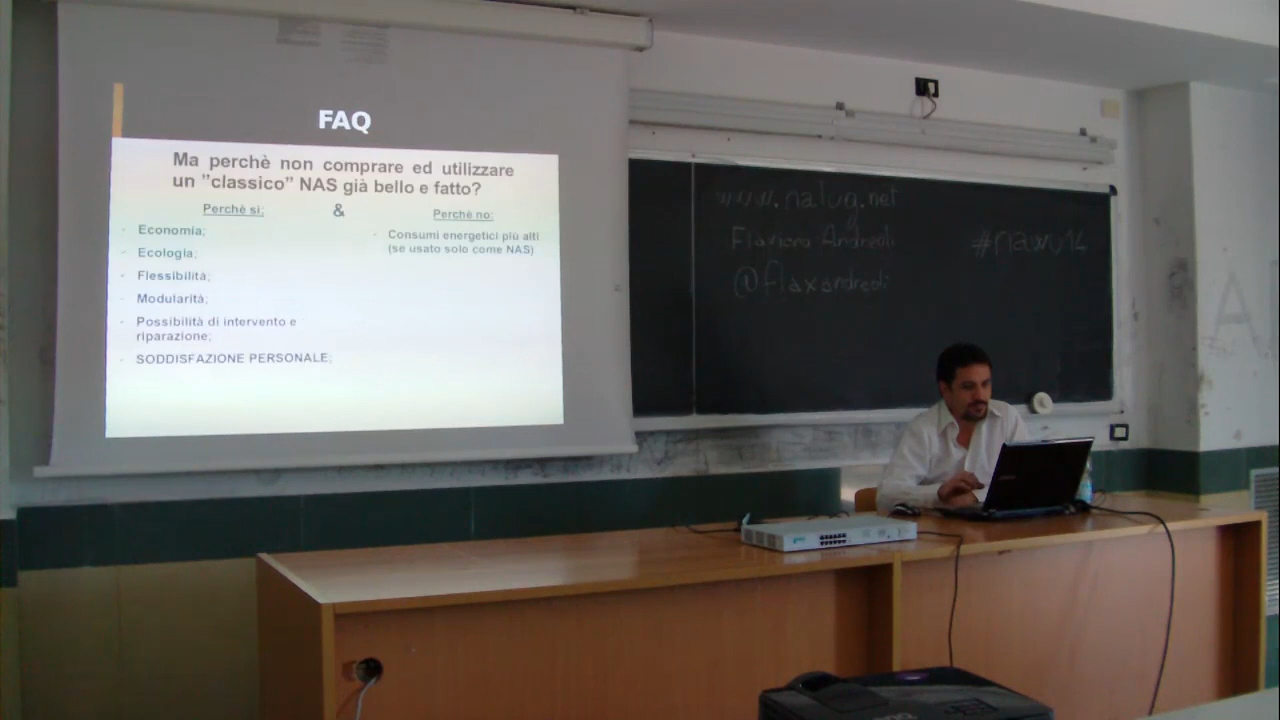 FAQ
Ma perchè non comprare ed utilizzare
un ”classico” NAS già bello e fatto?
Perchè si:
&
Perchè no:
- Economia;
- Ecologia;
- Flessibilità;
- Modularità;
- Possibilità di intervento e
riparazione;
- SODDISFAZIONE PERSONALE;
- Consumi energetici più alti
(se usato solo come NAS)
www.nalug.net
Flaviano Andreoli
@flaxandreoli
#nawu14